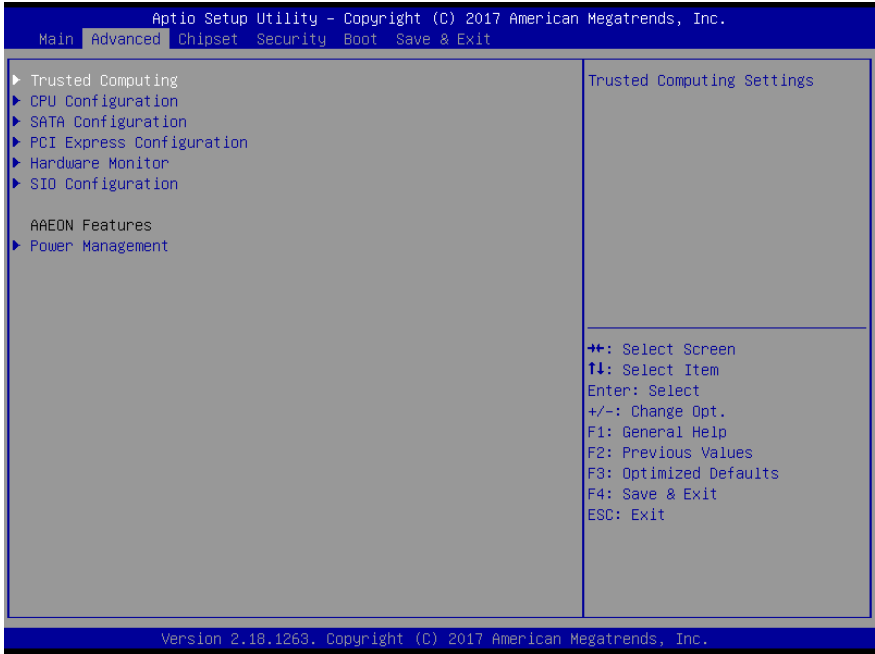 Aptio Setup Utility – Copyright (C) 2017 American Megatrends, Inc.
Main Advanced Chipset Security Boot Save & Exit
Trusted Computing
CPU Configuration
SATA Configuration
PCI Express Configuration
Hardware Monitor
SIO Configuration
AAEON Features
Power Management
Trusted Computing Settings
→←: Select Screen
↑↓: Select Item
Enter: Select
+/-: Change Opt.
F1: General Help
F2: Previous Values
F3: Optimized Defaults
F4: Save & Exit
ESC: Exit
Version 2.18.1263. Copyright (C) 2017 American Megatrends, Inc.